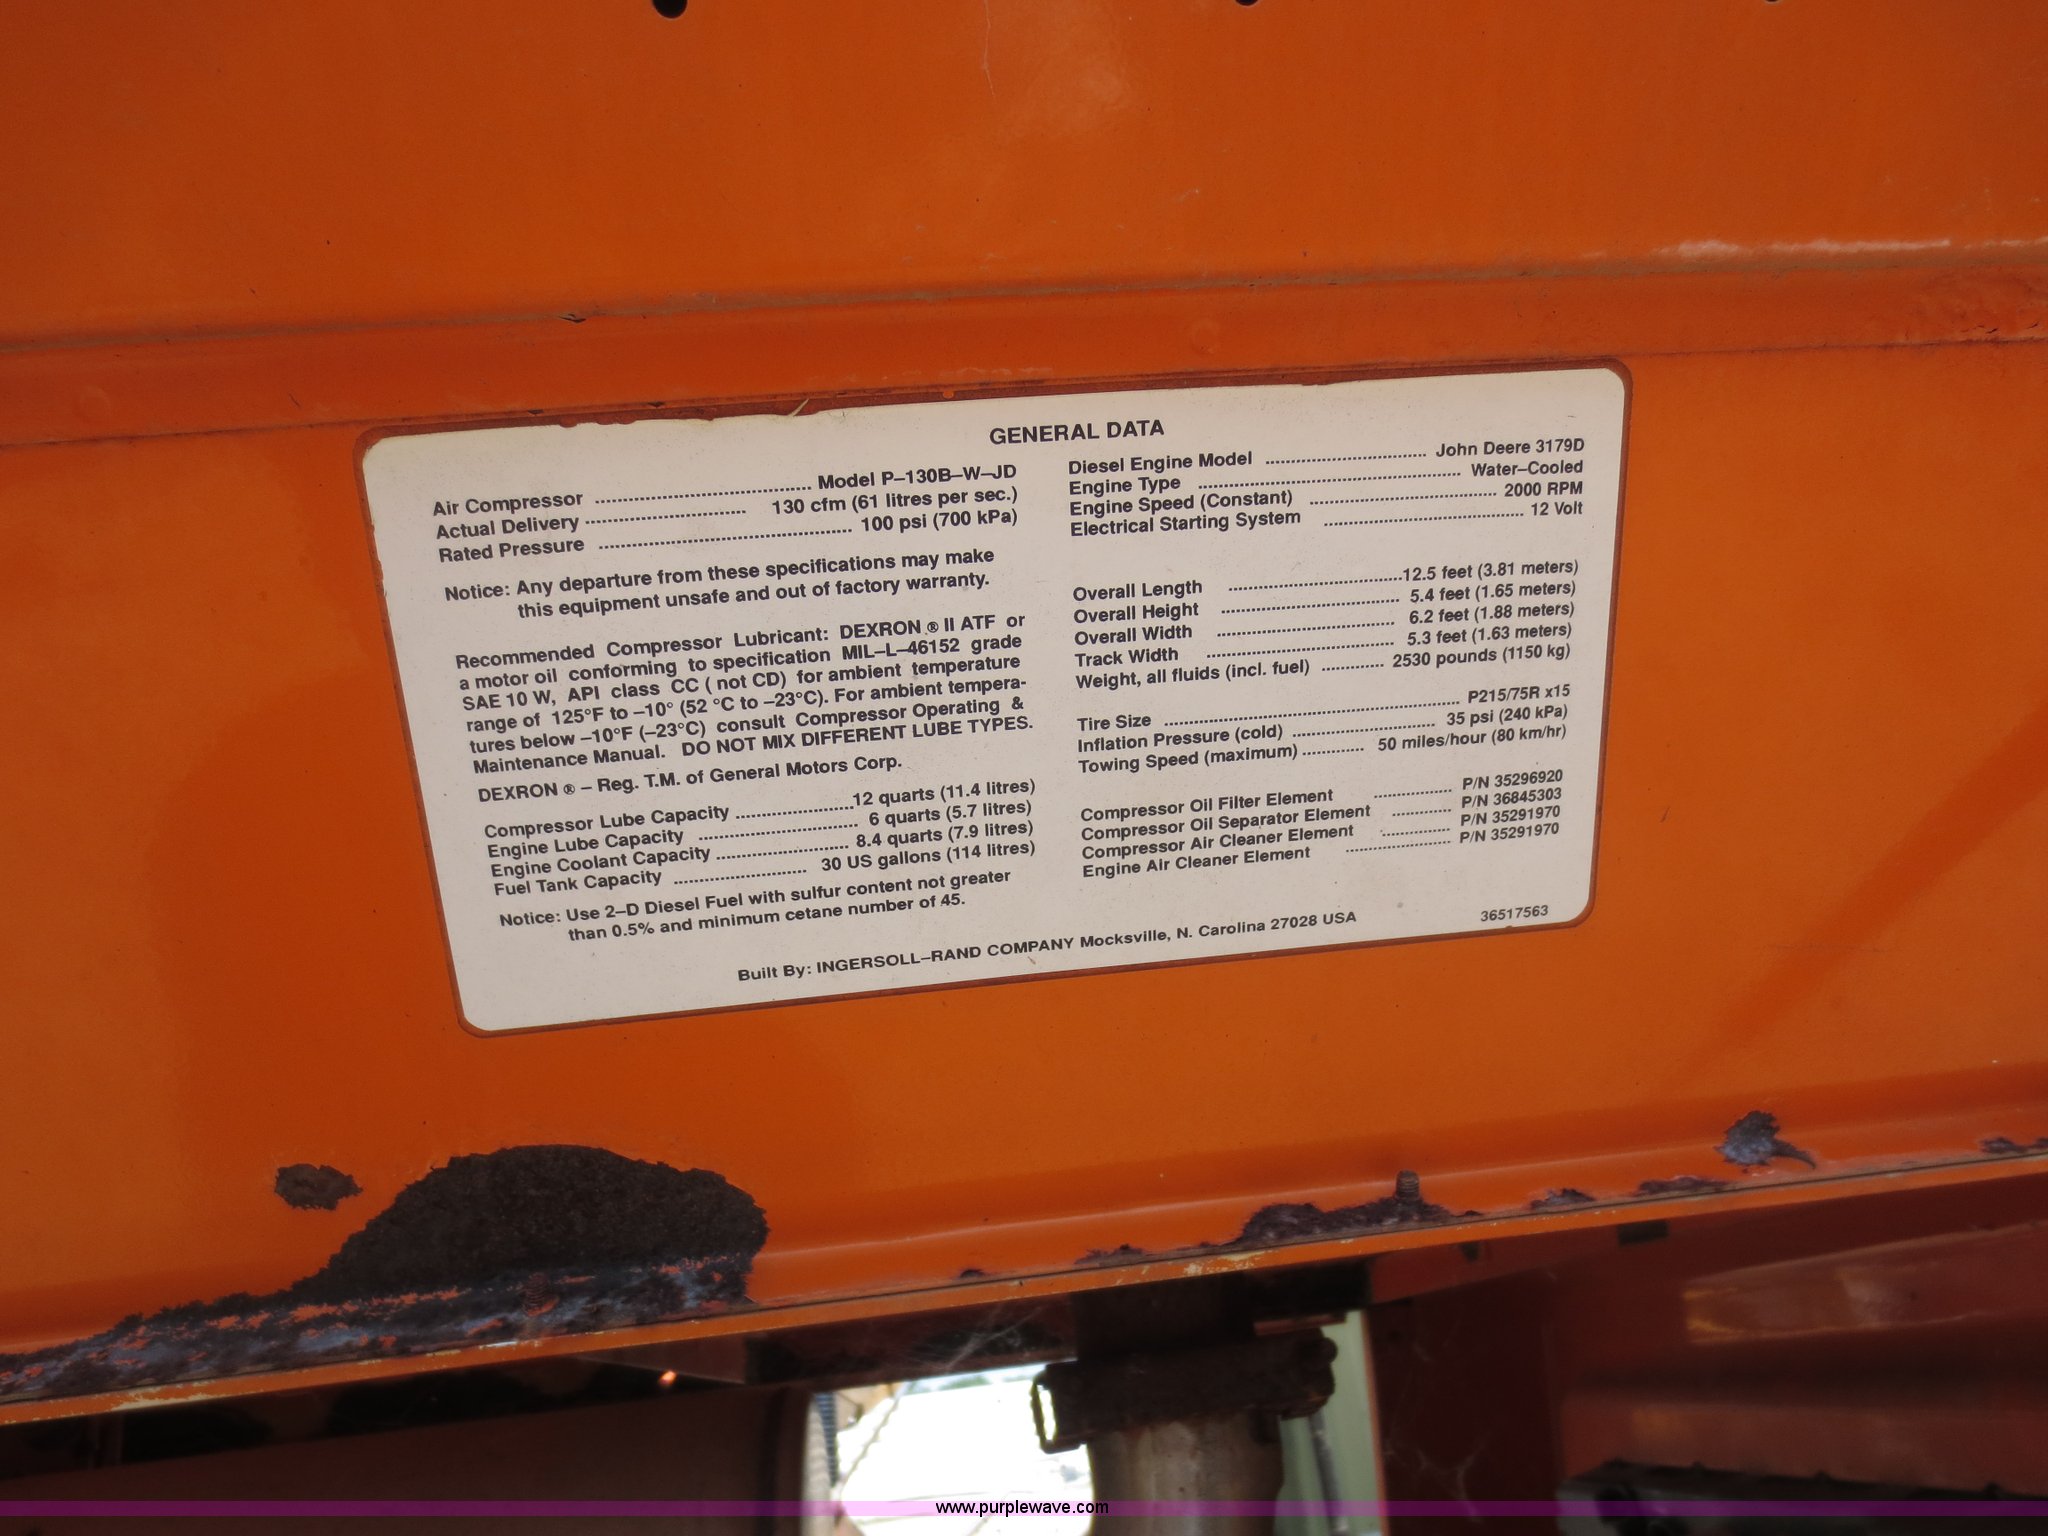 GENERAL DATA
Air Compressor ........ Model P–130B–W–JD
Actual Delivery ........ 130 cfm (61 litres per sec.)
Rated Pressure ........ 100 psi (700 kPa)
Notice: Any departure from these specifications may make
this equipment unsafe and out of factory warranty.
Recommended Compressor Lubricant: DEXRON ® II ATF or
a motor oil conforming to specification MIL–L–46152 grade
SAE 10 W, API class CC ( not CD) for ambient temperature
range of 125°F to –10° (52 °C to –23°C). For ambient tempera-
tures below –10°F (–23°C) consult Compressor Operating &
Maintenance Manual. DO NOT MIX DIFFERENT LUBE TYPES.
DEXRON ® – Reg. T.M. of General Motors Corp.
Compressor Lube Capacity ........ 12 quarts (11.4 litres)
Engine Lube Capacity ........ 6 quarts (5.7 litres)
Engine Coolant Capacity ........ 8.4 quarts (7.9 litres)
Fuel Tank Capacity ........ 30 US gallons (114 litres)
Notice: Use 2–D Diesel Fuel with sulfur content not greater
than 0.5% and minimum cetane number of 45.
Diesel Engine Model ........ John Deere 3179D
Engine Type ........ Water–Cooled
Engine Speed (Constant) ........ 2000 RPM
Electrical Starting System ........ 12 Volt
Overall Length ........ 12.5 feet (3.81 meters)
Overall Height ........ 5.4 feet (1.65 meters)
Overall Width ........ 6.2 feet (1.88 meters)
Track Width ........ 5.3 feet (1.63 meters)
Weight, all fluids (incl. fuel) ........ 2530 pounds (1150 kg)
Tire Size ........ P215/75R x15
Inflation Pressure (cold) ........ 35 psi (240 kPa)
Towing Speed (maximum) ........ 50 miles/hour (80 km/hr)
Compressor Oil Filter Element ........ P/N 35296920
Compressor Oil Separator Element ........ P/N 36845303
Compressor Air Cleaner Element ........ P/N 35291970
Engine Air Cleaner Element ........ P/N 35291970
Built By: INGERSOLL–RAND COMPANY Mocksville, N. Carolina 27028 USA
36517563
www.purplewave.com